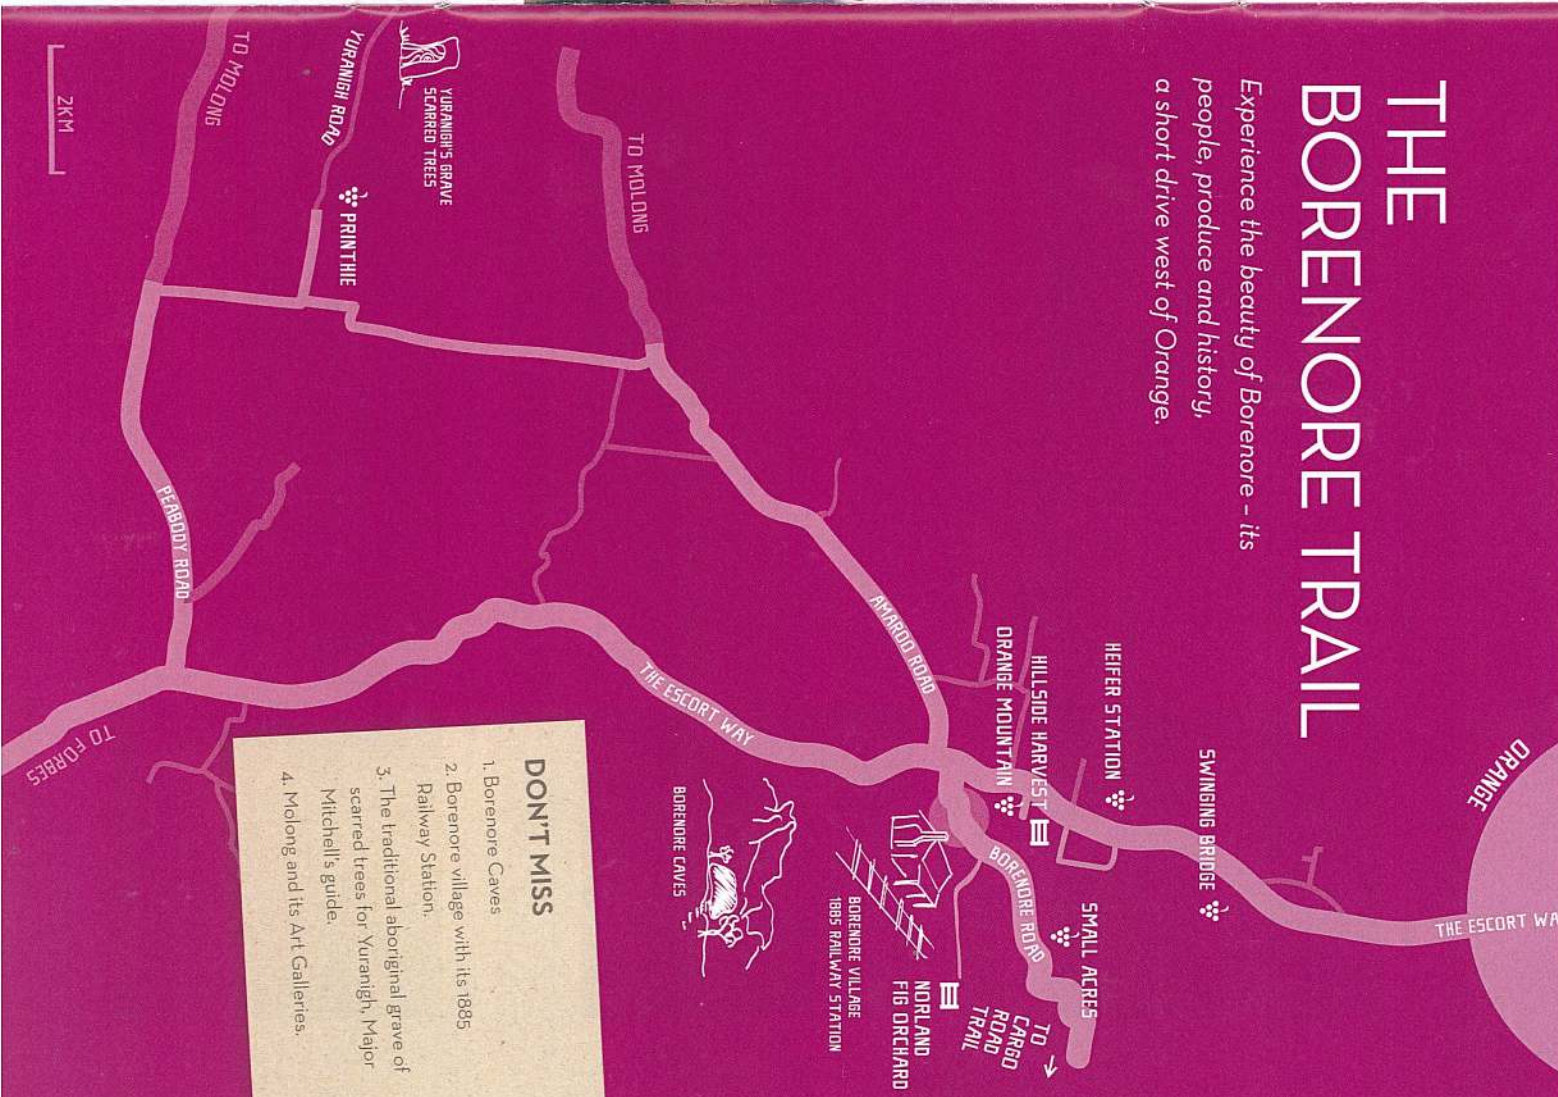 THE
BORENORE TRAIL
Experience the beauty of Borenore – its
people, produce and history,
a short drive west of Orange.
ORANGE
THE ESCORT WA
SWINGING BRIDGE
HEIFER STATION
HILLSIDE HARVEST
ORANGE MOUNTAIN
SMALL ACRES
BORENORE ROAD
TO
CARGO
ROAD
TRAIL
NORLAND
FIG ORCHARD
BORENORE VILLAGE
1885 RAILWAY STATION
AMAROO ROAD
THE ESCORT WAY
BORENORE CAVES
TO MOLONG
YURANIGH'S GRAVE
SCARRED TREES
YURANIGH ROAD
PRINTHIE
TO MOLONG
PEABODY ROAD
TO FORBES
2KM
DON'T MISS
1. Borenore Caves
2. Borenore village with its 1885
Railway Station.
3. The traditional aboriginal grave of
scarred trees for Yuranigh, Major
Mitchell's guide.
4. Molong and its Art Galleries.